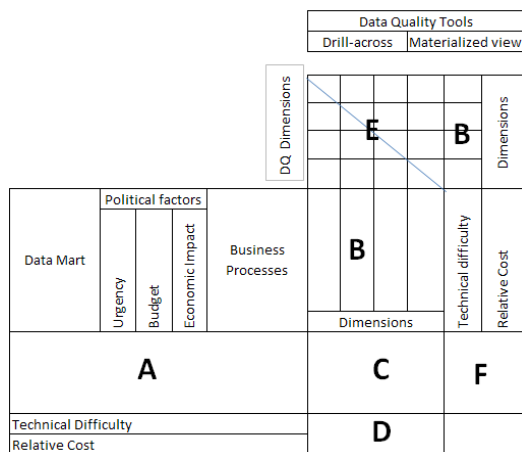 Data Quality Tools
Drill-across Materialized view
DQ Dimensions
E
B
Dimensions
Political factors
Data Mart
Urgency
Budget
Economic Impact
Business
Processes
B
Technical difficulty
Relative Cost
Dimensions
A
C
F
Technical Difficulty
D
Relative Cost